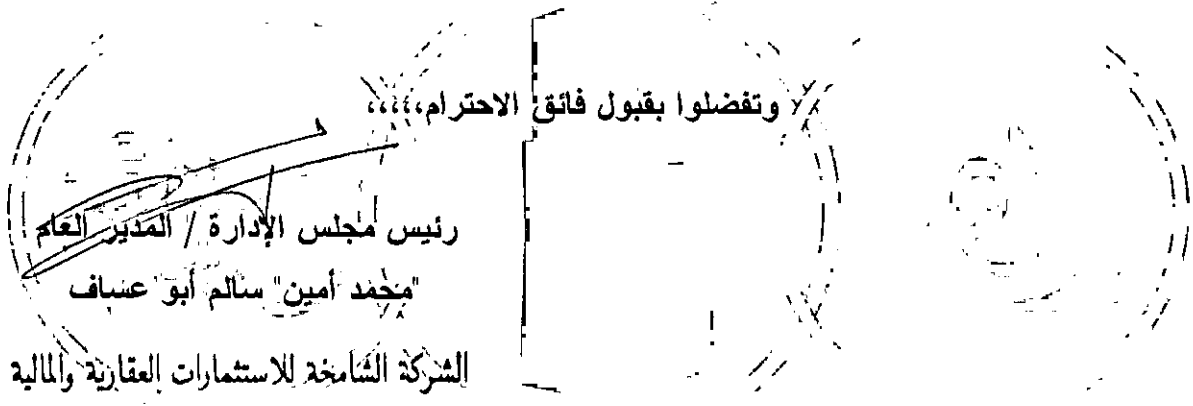 وتفضلوا بقبول فائق الاحترام،،،،،
رئيس مجلس الإدارة / المدير العام
"محمد أمين" سالم أبو عساف
الشركة الشامخة للاستثمارات العقارية والمالية